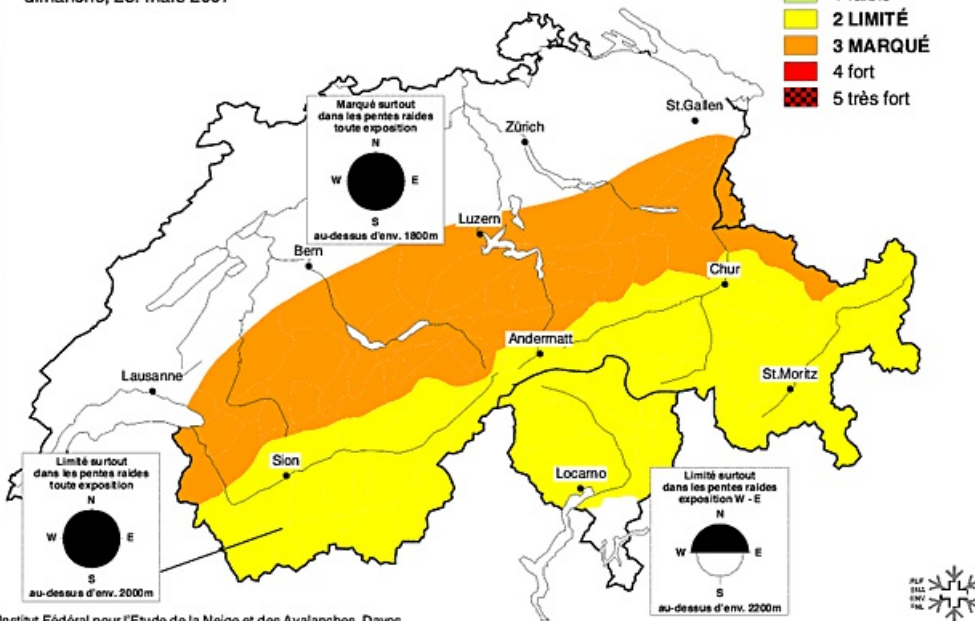 dimanche,
2 LIMITÉ
3 MARQUÉ
4 fort
5 très fort
Marqué surtout
dans les pentes raides
toute exposition
N
W E
S
au-dessus d'env. 1800m
St.Gallen
Zürich
Luzern
Bern
Chur
Andermatt
St.Moritz
Lausanne
Sion
Locarno
Limité surtout
dans les pentes raides
toute exposition
N
W E
S
au-dessus d'env. 2000m
Limité surtout
dans les pentes raides
exposition W - E
N
W E
S
au-dessus d'env. 2200m
Institut Fédéral pour l'Etude de la Neige et des Avalanches, Davos